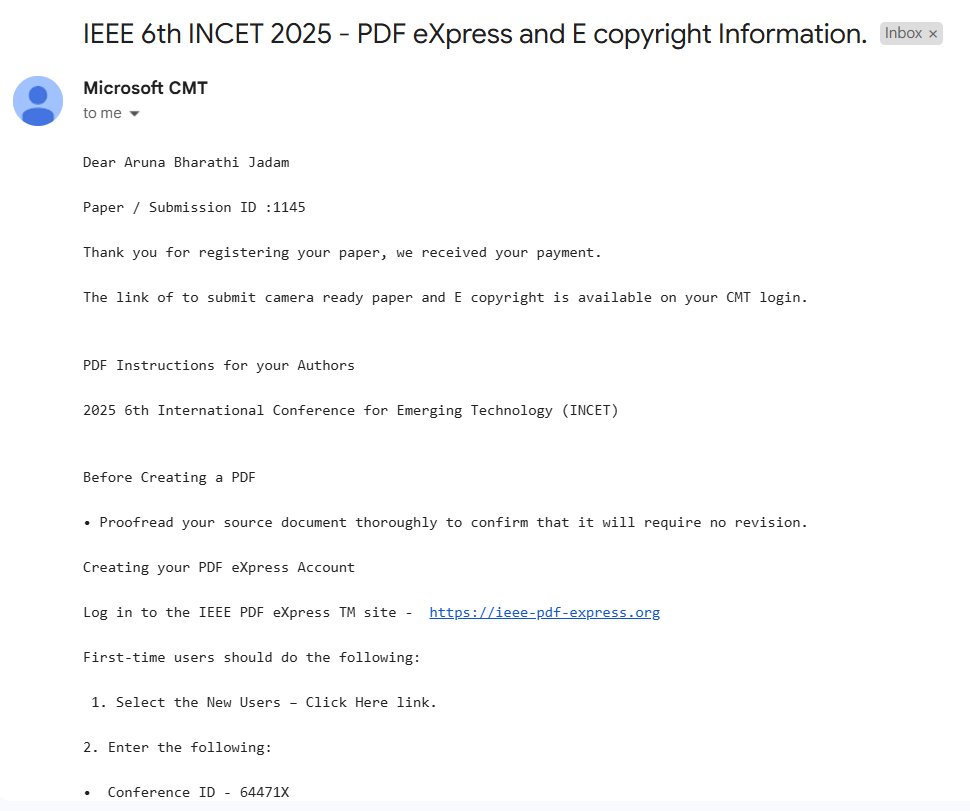 IEEE 6th INCET 2025 - PDF eXpress and E copyright Information.
Inbox ×
Microsoft CMT
to me
Dear Aruna Bharathi Jadam
Paper / Submission ID :1145
Thank you for registering your paper, we received your payment.
The link of to submit camera ready paper and E copyright is available on your CMT login.
PDF Instructions for your Authors
2025 6th International Conference for Emerging Technology (INCET)
Before Creating a PDF
• Proofread your source document thoroughly to confirm that it will require no revision.
Creating your PDF eXpress Account
Log in to the IEEE PDF eXpress TM site - https://ieee-pdf-express.org
First-time users should do the following:
1. Select the New Users – Click Here link.
2. Enter the following:
• Conference ID - 64471X